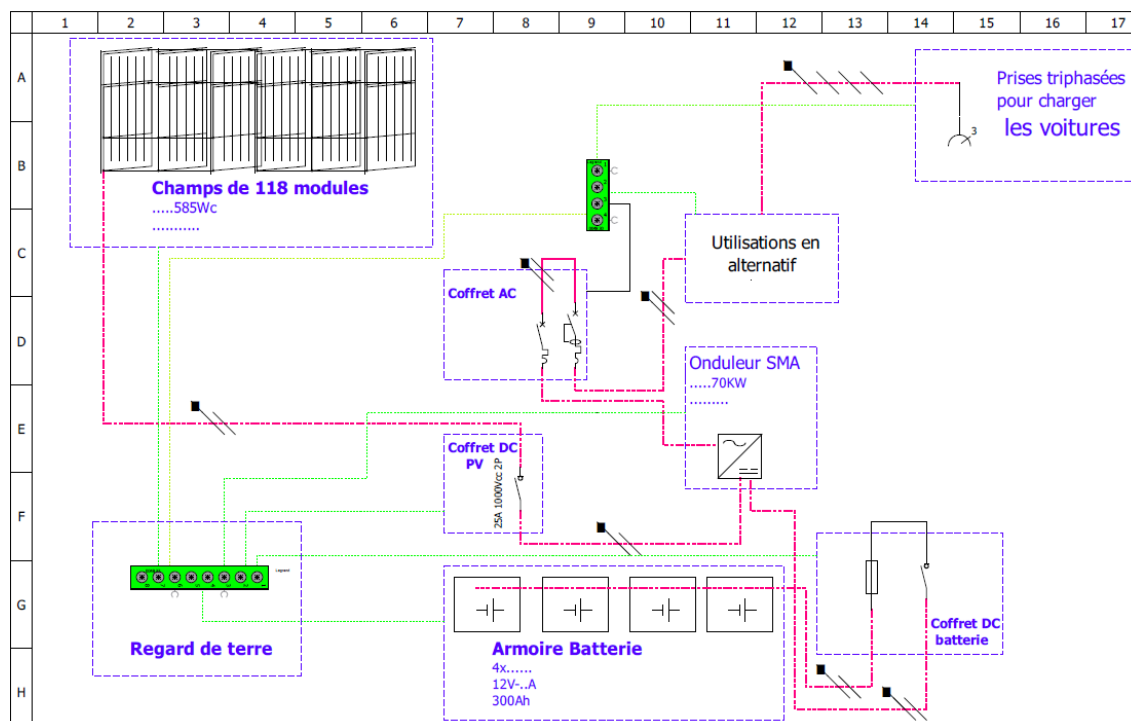 1 2 3 4 5 6 7 8 9 10 11 12 13 14 15 16 17
A
B
C
D
E
F
G
H
Champs de 118 modules
.....585Wc
...........
Prises triphasées
pour charger
les voitures
3
C
C
Utilisations en
alternatif
Coffret AC
Onduleur SMA
.....70KW
.........
Coffret DC
PV
25A 1000Vcc 2P
Legrand
Regard de terre
Armoire Batterie
4x......
12V-..A
300Ah
Coffret DC
batterie